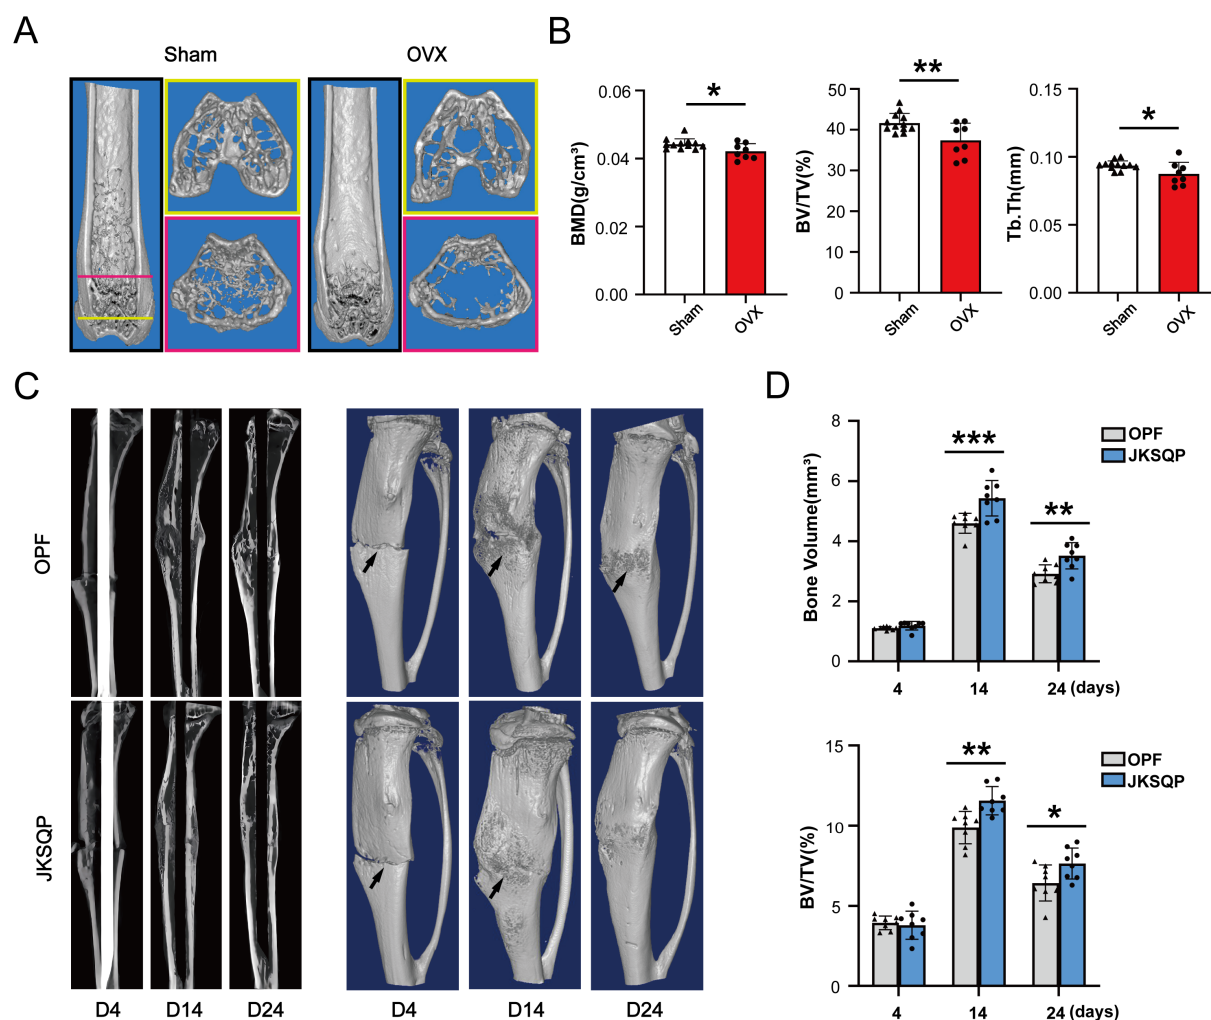 A
Sham
OVX
B
*
BMD(g/cm³)
0.06
0.04
0.02
0.00
Sham
OVX
**
BV/TV(%)
50
40
30
20
10
0
Sham
OVX
*
Tb.Th(mm)
0.15
0.10
0.05
0.00
Sham
OVX
C
OPF
JKSQP
D4
D14
D24
D4
D14
D24
D
Bone Volume(mm³)
8
6
4
2
0
***
**
OPF
JKSQP
4
14
24 (days)
BV/TV(%)
15
10
5
0
**
*
OPF
JKSQP
4
14
24 (days)